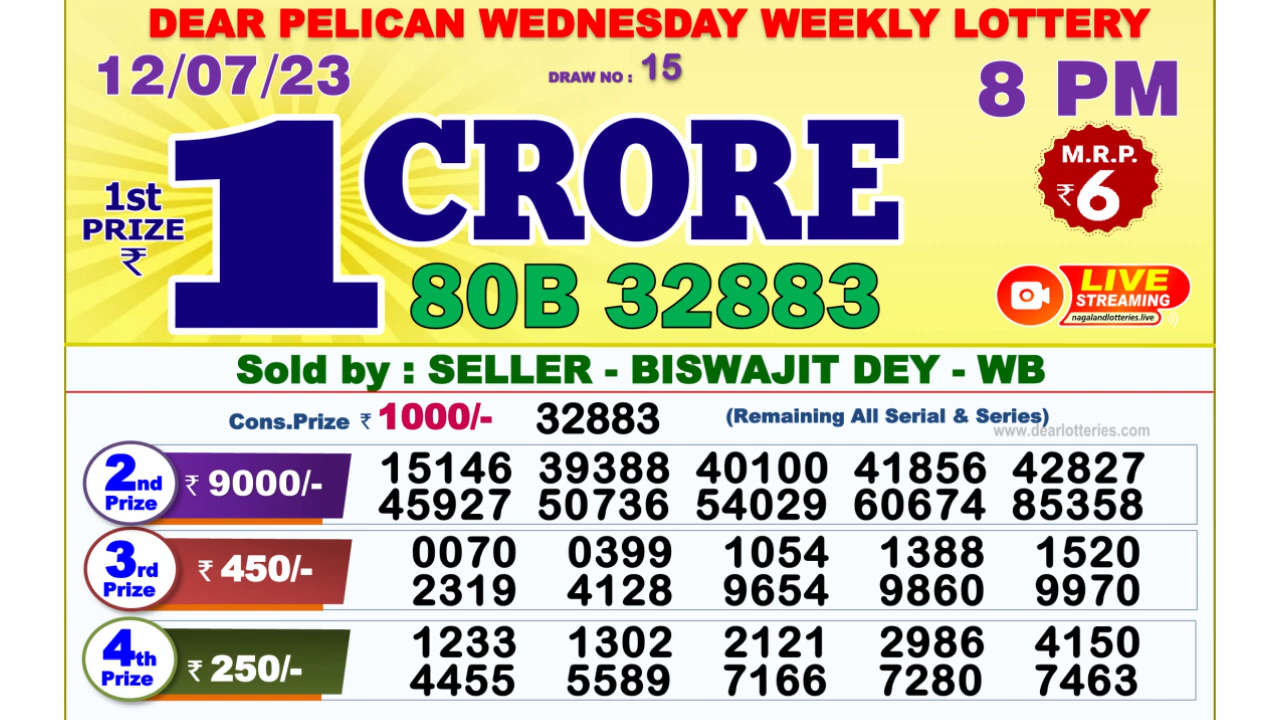 DEAR PELICAN WEDNESDAY WEEKLY LOTTERY
12/07/23
DRAW NO : 15
8 PM
1st
PRIZE
₹
1 CRORE
80B 32883
M.R.P.
₹6
LIVE
STREAMING
nagalandlotteries.live
Sold by : SELLER - BISWAJIT DEY - WB
Cons.Prize ₹ 1000/- 32883 (Remaining All Serial & Series)
www.dearlotteries.com
2nd
Prize
₹ 9000/-
15146 39388 40100 41856 42827
45927 50736 54029 60674 85358
3rd
Prize
₹ 450/-
0070 0399 1054 1388 1520
2319 4128 9654 9860 9970
4th
Prize
₹ 250/-
1233 1302 2121 2986 4150
4455 5589 7166 7280 7463